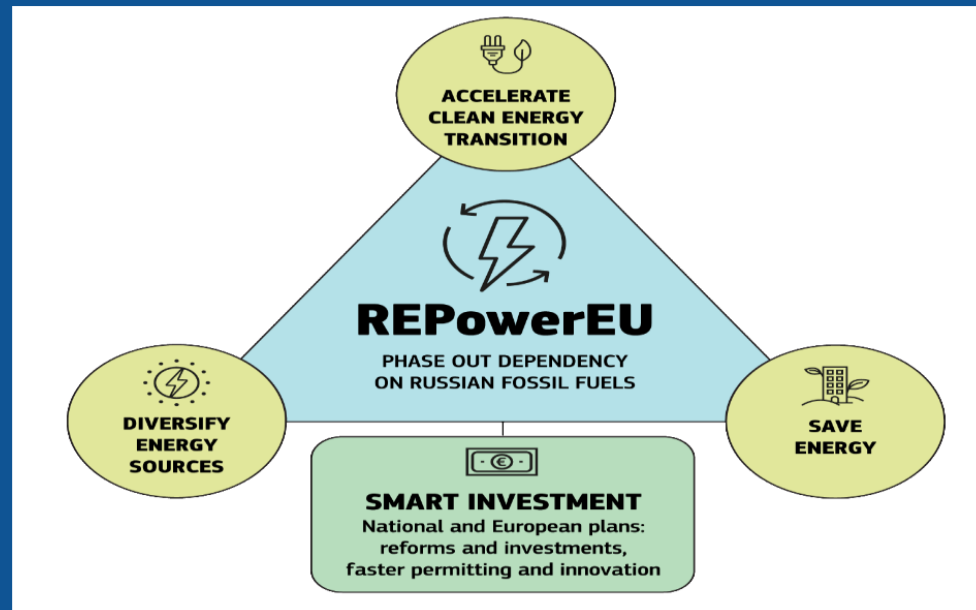 ACCELERATE
CLEAN ENERGY
TRANSITION
REPowerEU
PHASE OUT DEPENDENCY
ON RUSSIAN FOSSIL FUELS
DIVERSIFY
ENERGY
SOURCES
SAVE
ENERGY
€
SMART INVESTMENT
National and European plans:
reforms and investments,
faster permitting and innovation